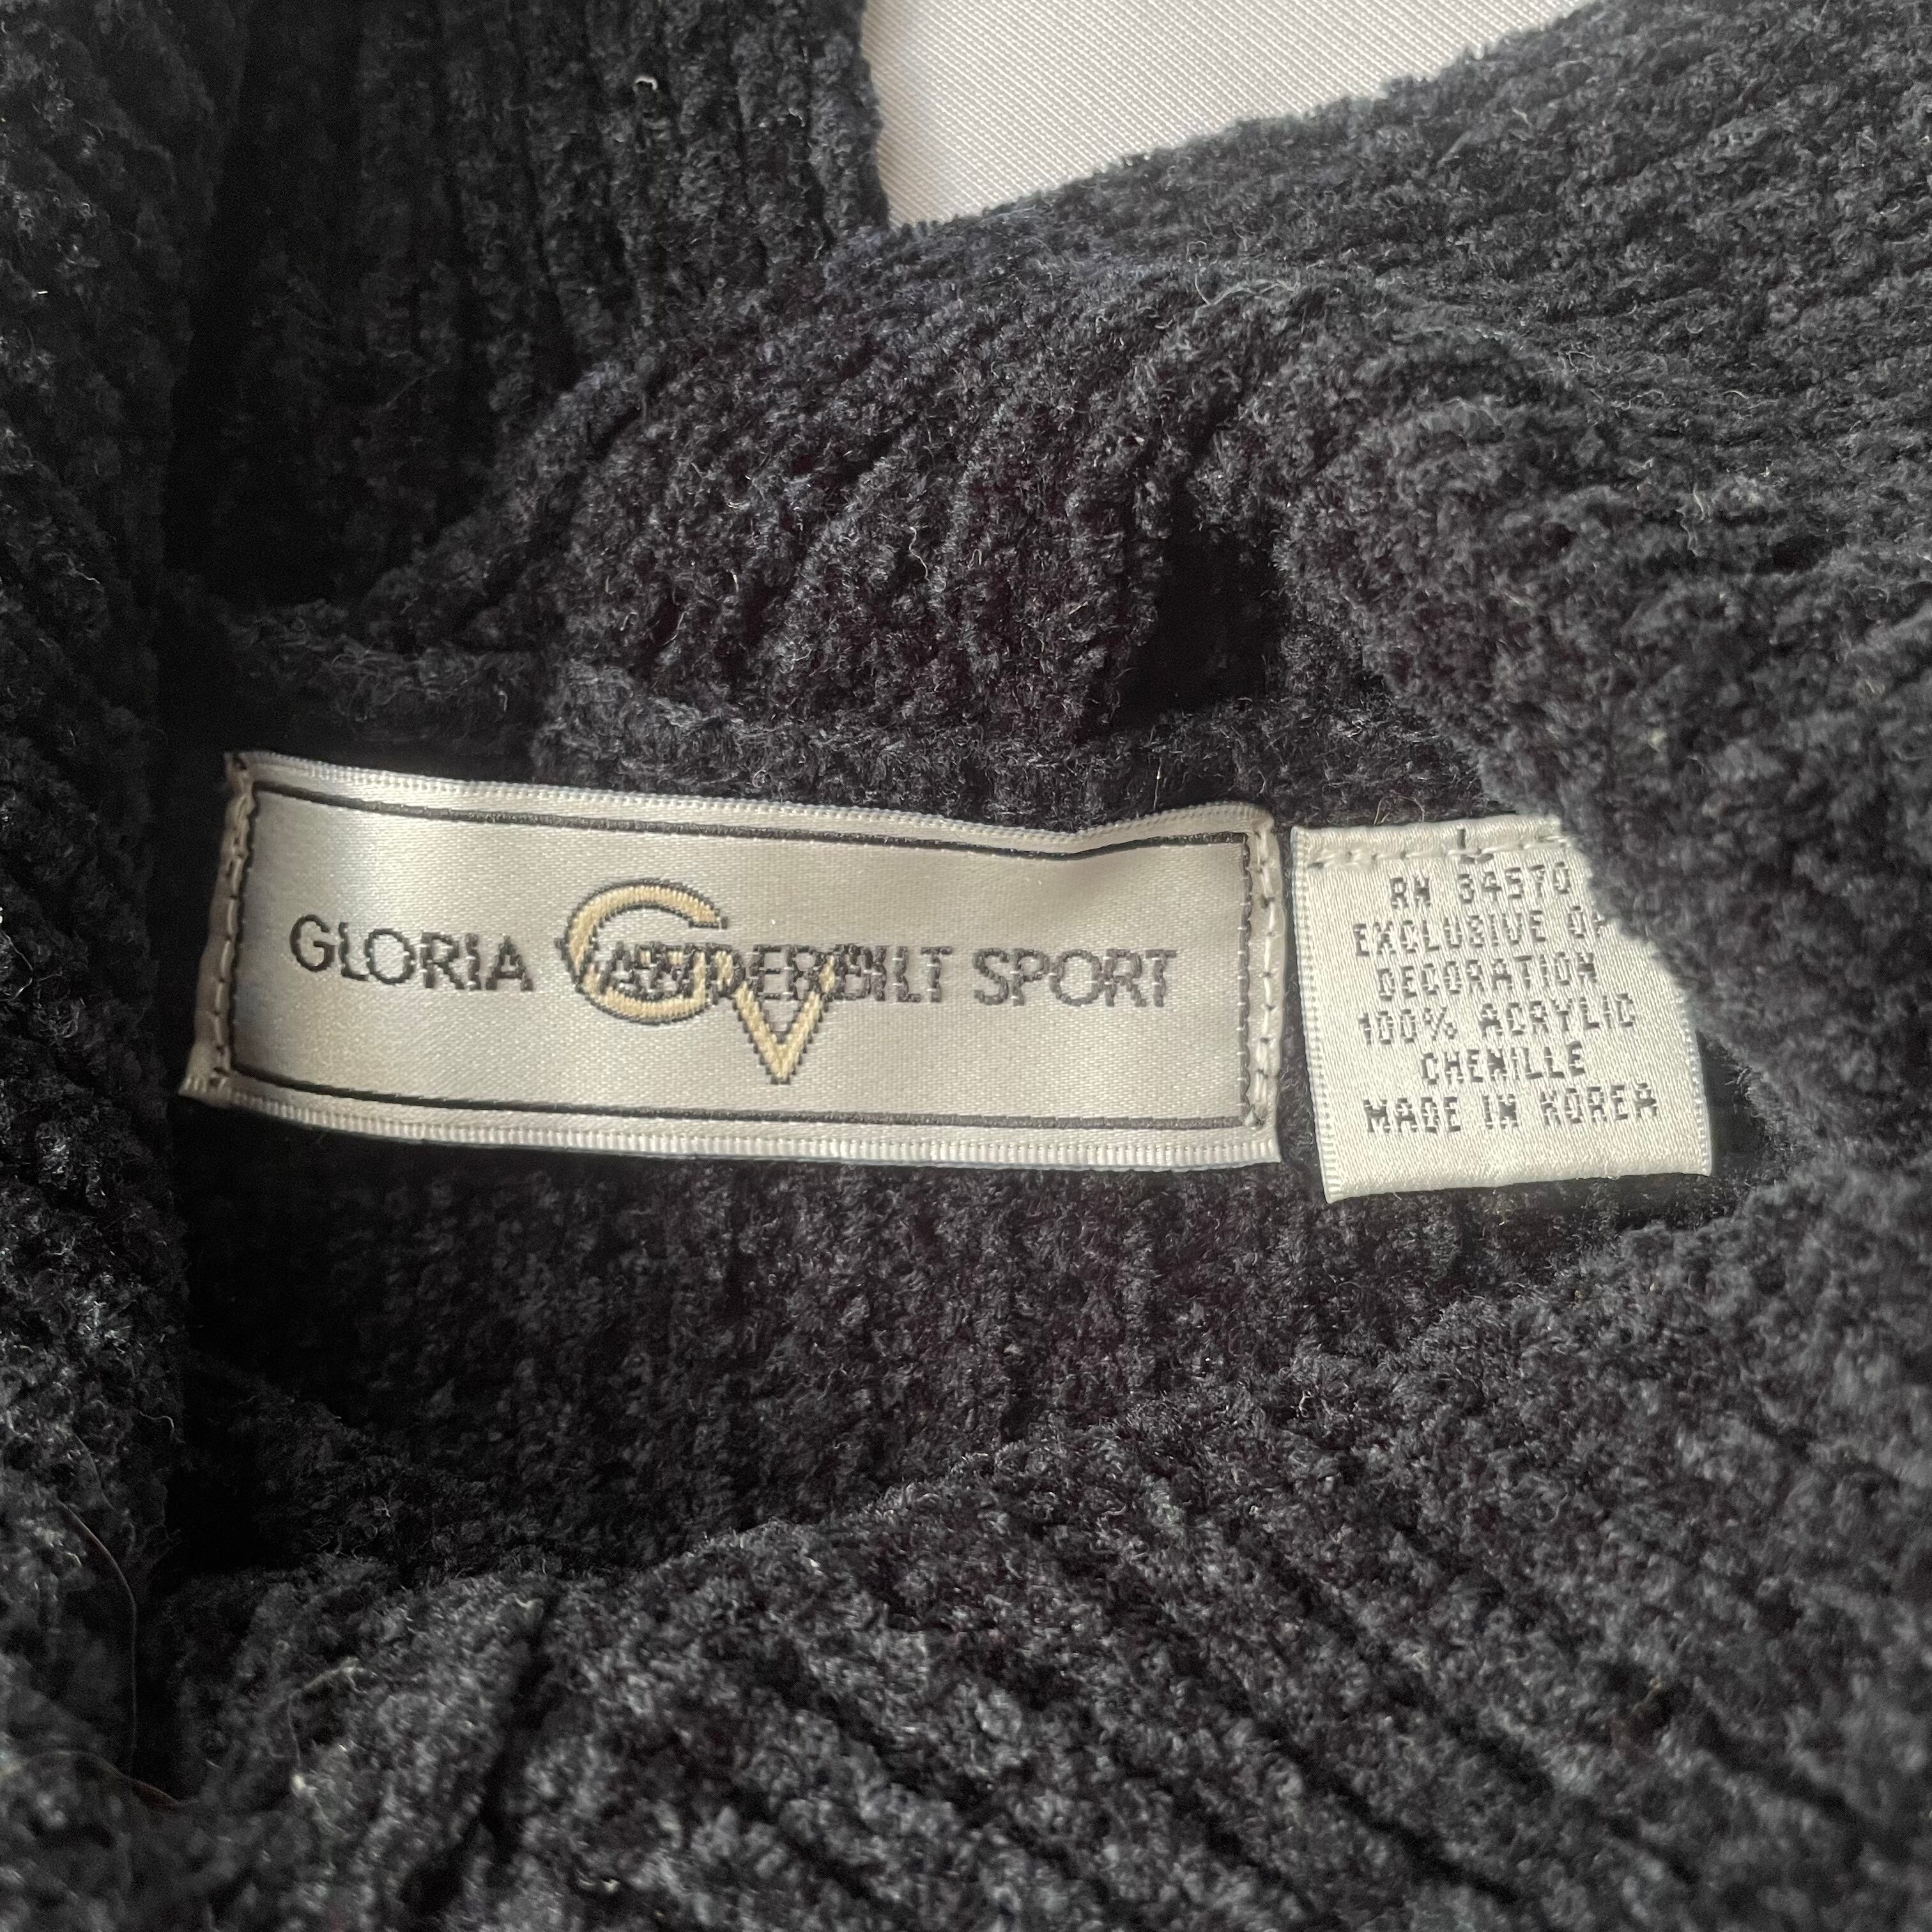 GLORIA VANDERBILT SPORT
GV
RN 34570
EXCLUSIVE OF
DECORATION
100% ACRYLIC
CHENILLE
MADE IN KOREA